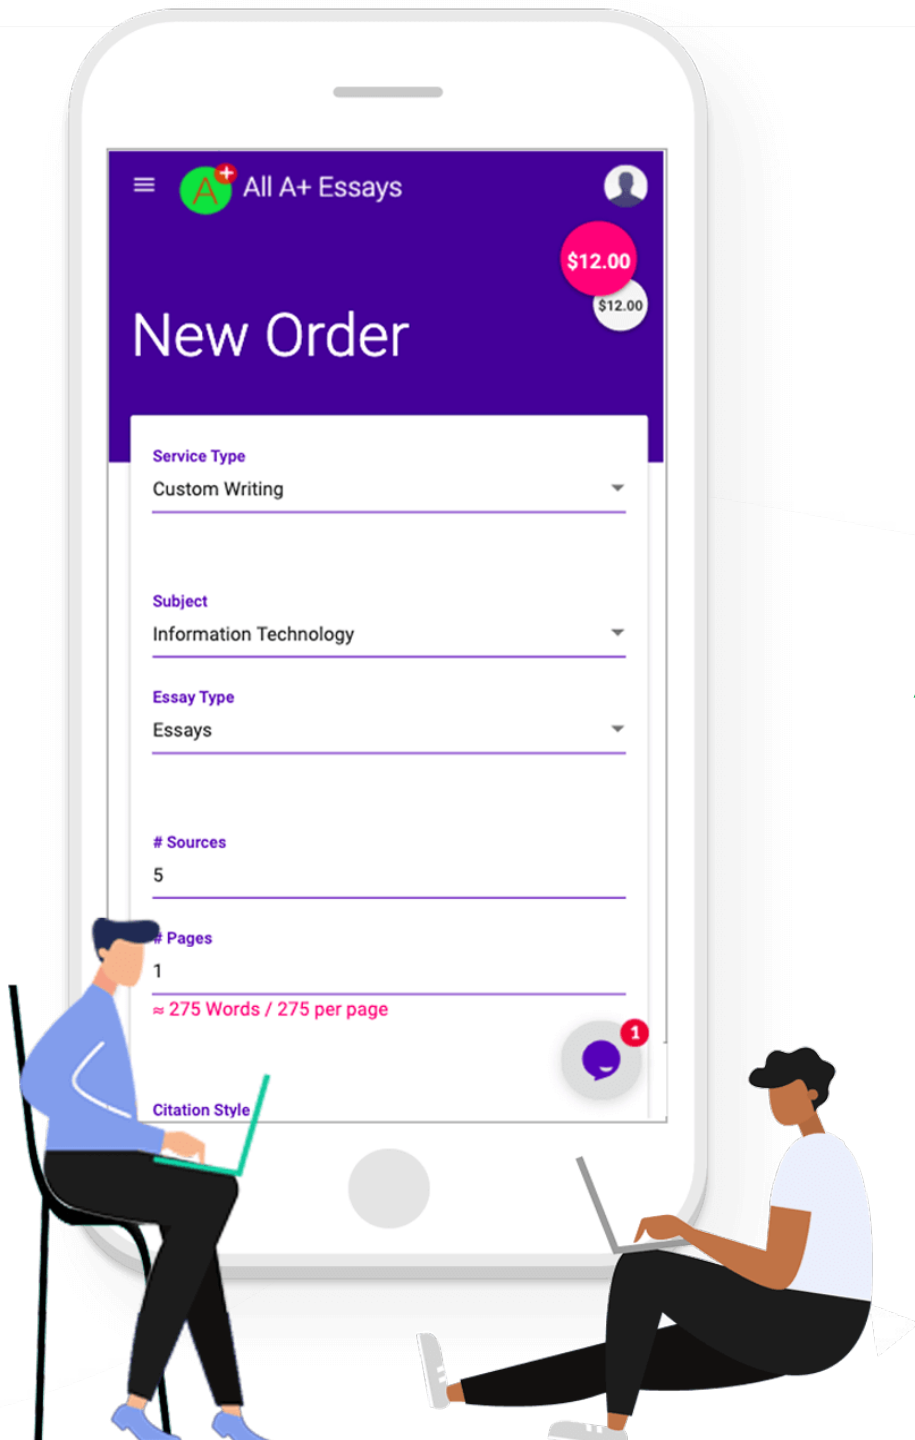 A+ All A+ Essays
$12.00
$12.00
New Order
Service Type
Custom Writing
Subject
Information Technology
Essay Type
Essays
# Sources
5
# Pages
1
≈ 275 Words / 275 per page
1
Citation Style